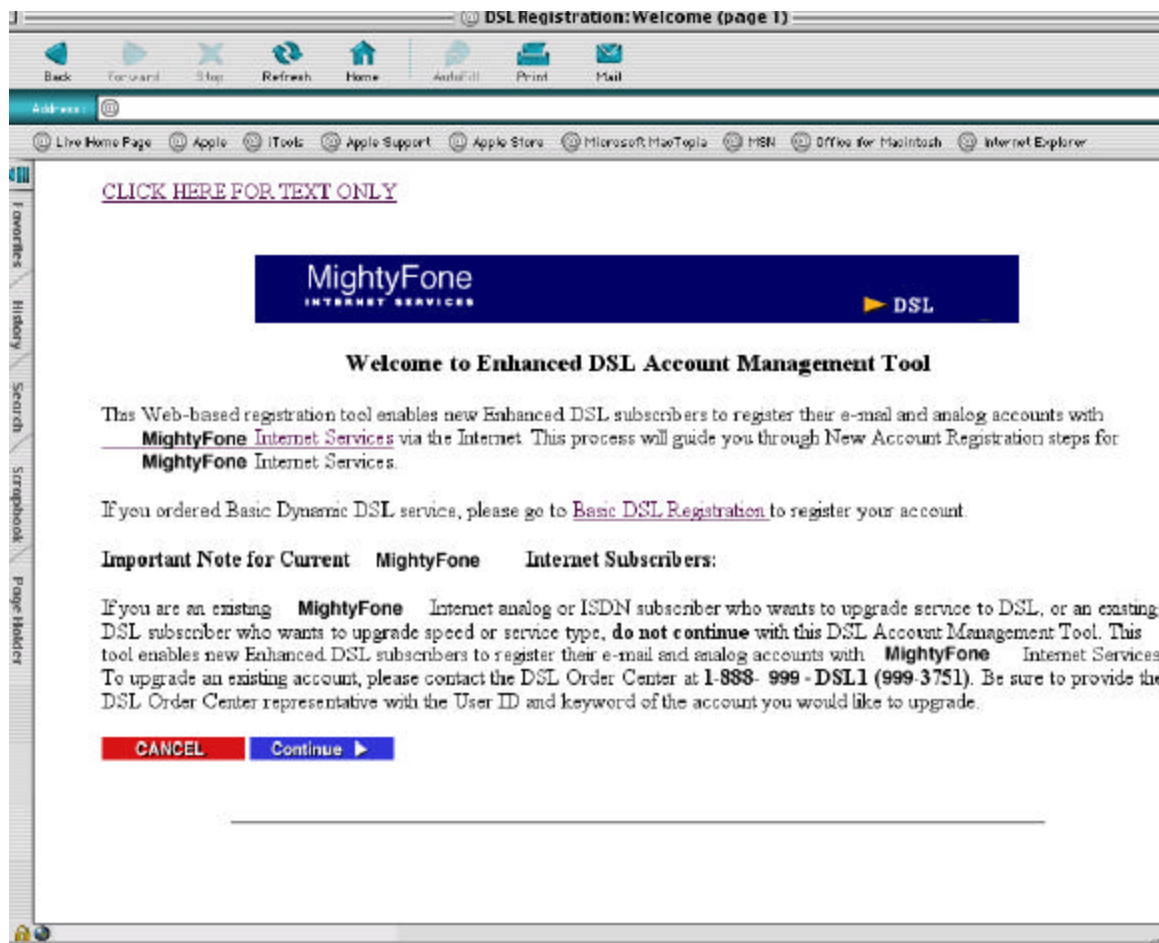 DSL Registration: Welcome (page 1)
Back Forward Stop Refresh Home AutoFill Print Mail
Address:
Live Home Page Apple iTools Apple Support Apple Store Microsoft MacTopia MSN Office for Macintosh Internet Explorer
Favorites
History
Search
Scrapbook
Page Holder
CLICK HERE FOR TEXT ONLY
MightyFone
INTERNET SERVICES
DSL
Welcome to Enhanced DSL Account Management Tool
This Web-based registration tool enables new Enhanced DSL subscribers to register their e-mail and analog accounts with
MightyFone Internet Services via the Internet. This process will guide you through New Account Registration steps for
MightyFone Internet Services.
If you ordered Basic Dynamic DSL service, please go to Basic DSL Registration to register your account.
Important Note for Current MightyFone Internet Subscribers:
If you are an existing MightyFone Internet analog or ISDN subscriber who wants to upgrade service to DSL, or an existing
DSL subscriber who wants to upgrade speed or service type, do not continue with this DSL Account Management Tool. This
tool enables new Enhanced DSL subscribers to register their e-mail and analog accounts with MightyFone Internet Services
To upgrade an existing account, please contact the DSL Order Center at 1-888- 999 - DSL1 (999-3751). Be sure to provide the
DSL Order Center representative with the User ID and keyword of the account you would like to upgrade.
CANCEL Continue